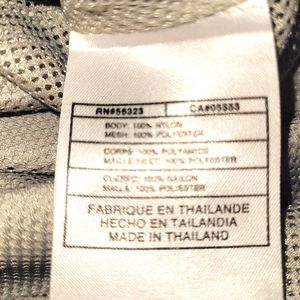 RN#56323 CA#05553
BODY: 100% NYLON
MESH: 100% POLYESTER
CORPS: 100% POLYAMIDE
MAILLE FILET: 100% POLYESTER
CUERPO: 100% NAILON
MALLA: 100% POLIESTER
FABRIQUE EN THAILANDE
HECHO EN TAILANDIA
MADE IN THAILAND